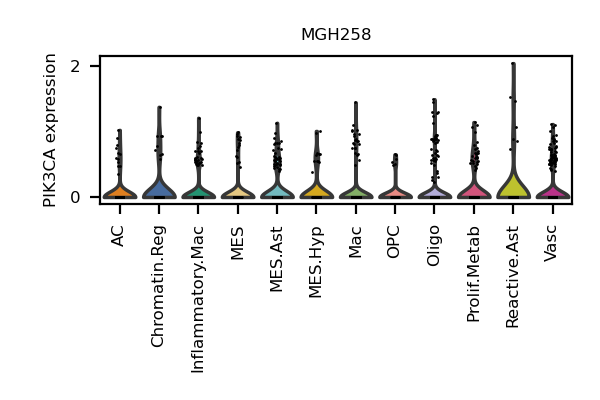 MGH258
PIK3CA expression
2
0
AC
Chromatin.Reg
Inflammatory.Mac
MES
MES.Ast
MES.Hyp
Mac
OPC
Oligo
Prolif.Metab
Reactive.Ast
Vasc